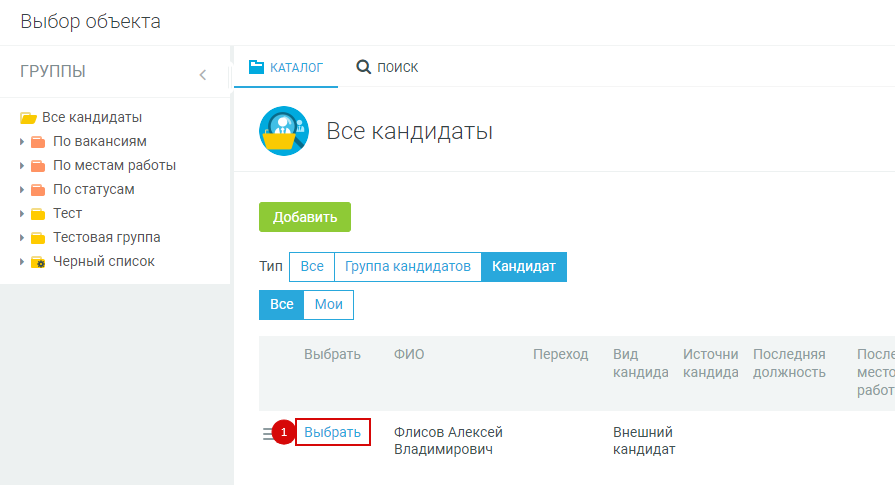 Выбор объекта
ГРУППЫ
Все кандидаты
По вакансиям
По местам работы
По статусам
Тест
Тестовая группа
Черный список
КАТАЛОГ ПОИСК
Все кандидаты
Добавить
Тип Все Группа кандидатов Кандидат
Все Мои
Выбрать ФИО Переход Вид Источни Последняя После
кандида кандида должность место
работ
1 Выбрать Флисов Алексей Внешний
Владимирович кандидат